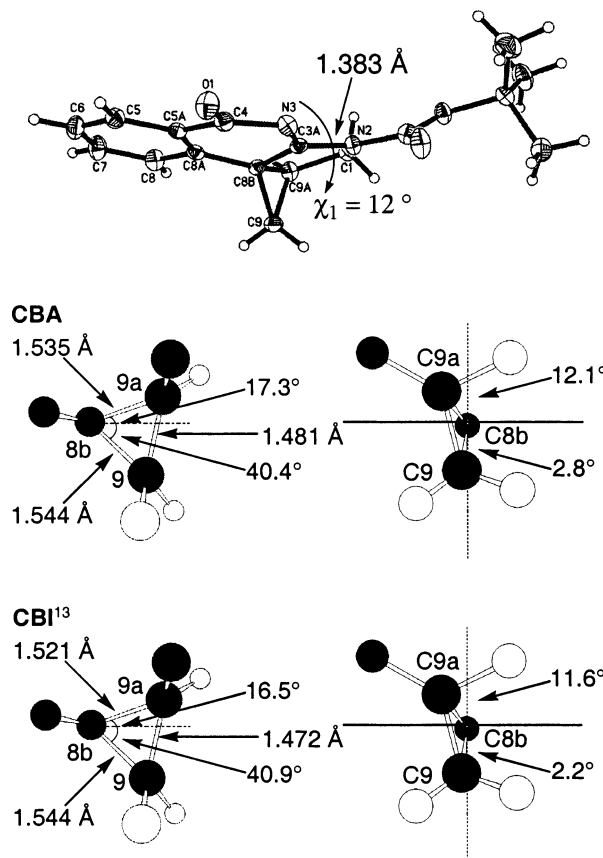 1.383 Å
O1
C6
C5
C5A
C4
N3
N2
C3A
C7
C8
C8A
C8B
C9A
C1
C9
χ1 = 12 °
CBA
1.535 Å
9a
17.3°
8b
1.481 Å
9
40.4°
1.544 Å
C9a
12.1°
C8b
C9
2.8°
CBI13
1.521 Å
9a
16.5°
8b
1.472 Å
9
40.9°
1.544 Å
C9a
11.6°
C8b
C9
2.2°